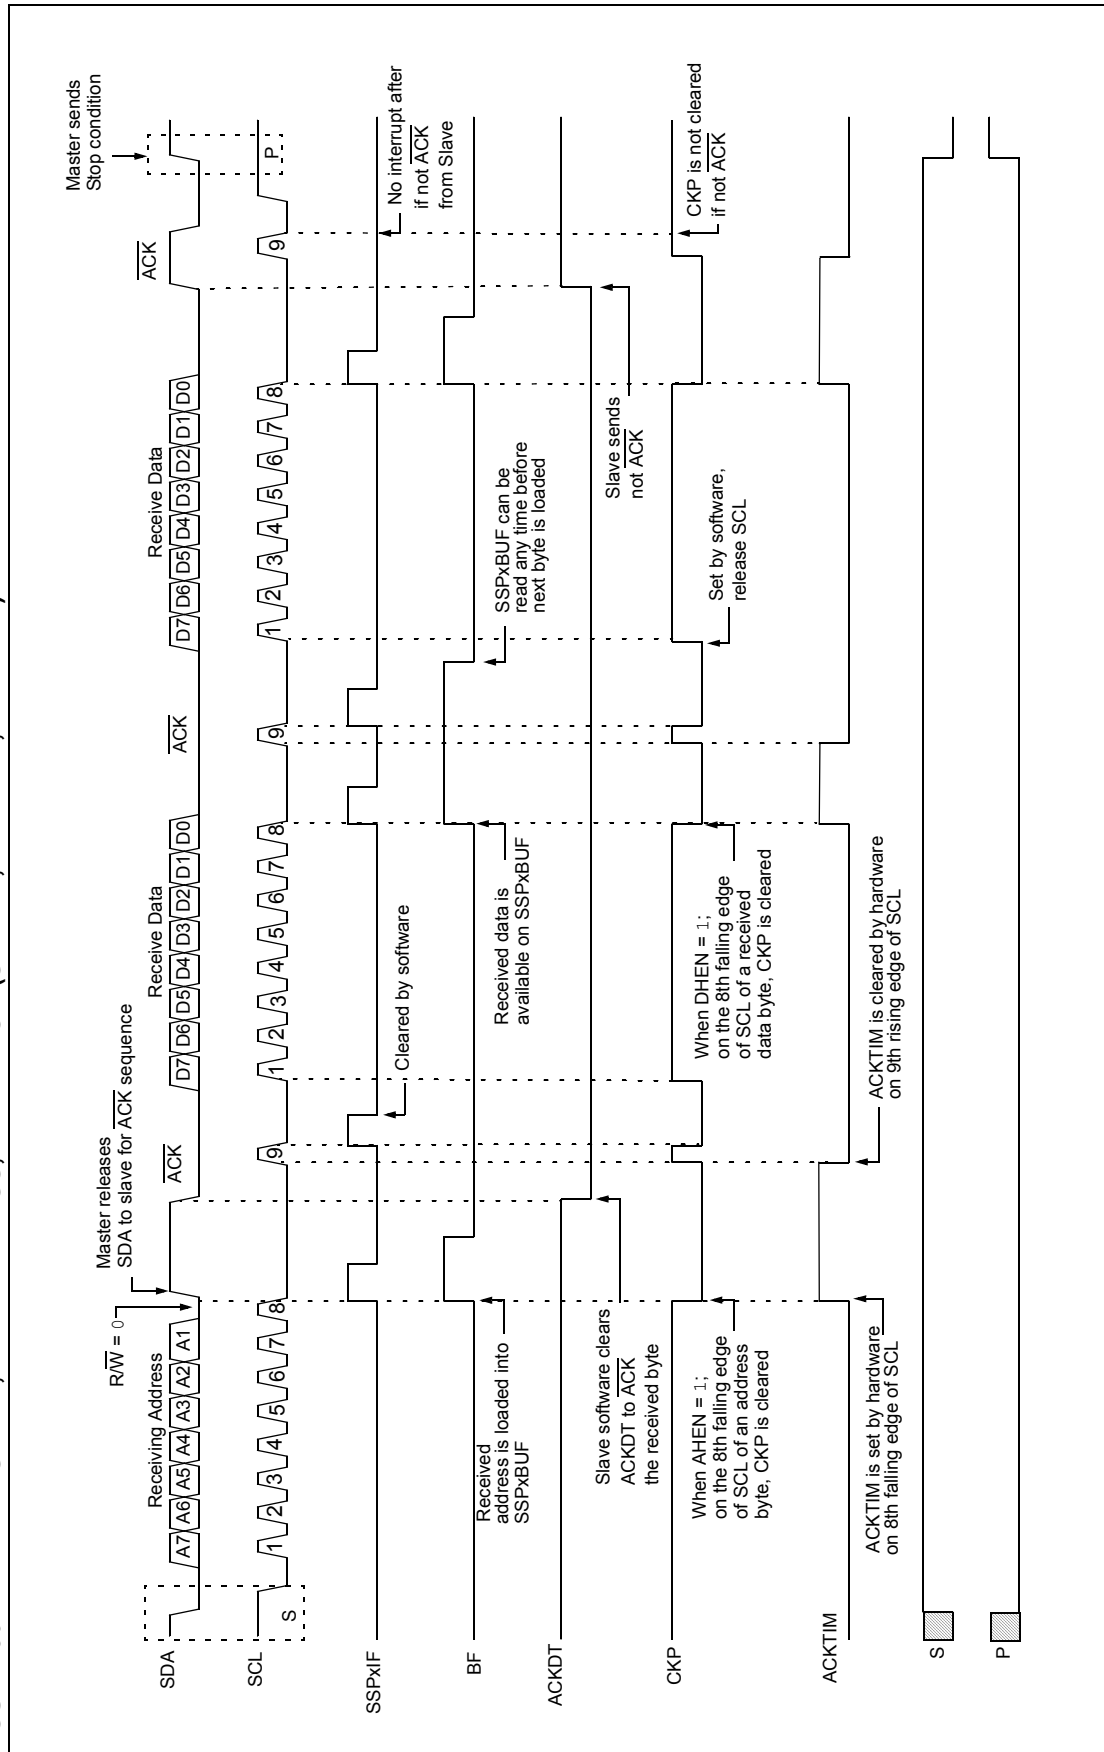 Master releases
SDA to slave for ACK sequence
Master sends
Stop condition
R/W = 0
Receiving Address
ACK
Receive Data
ACK
Receive Data
ACK
SDA
A7 A6 A5 A4 A3 A2 A1
D7 D6 D5 D4 D3 D2 D1 D0
D7 D6 D5 D4 D3 D2 D1 D0
SCL
S
1 2 3 4 5 6 7 8 9
1 2 3 4 5 6 7 8 9
1 2 3 4 5 6 7 8 9
P
SSPxIF
Cleared by software
No interrupt after
if not ACK
from Slave
BF
Received
address is loaded into
SSPxBUF
Received data is
available on SSPxBUF
SSPxBUF can be
read any time before
next byte is loaded
ACKDT
Slave software clears
ACKDT to ACK
the received byte
Slave sends
not ACK
CKP
When AHEN = 1;
on the 8th falling edge
of SCL of an address
byte, CKP is cleared
When DHEN = 1;
on the 8th falling edge
of SCL of a received
data byte, CKP is cleared
Set by software,
release SCL
CKP is not cleared
if not ACK
ACKTIM
ACKTIM is set by hardware
on 8th falling edge of SCL
ACKTIM is cleared by hardware
on 9th rising edge of SCL
S
P